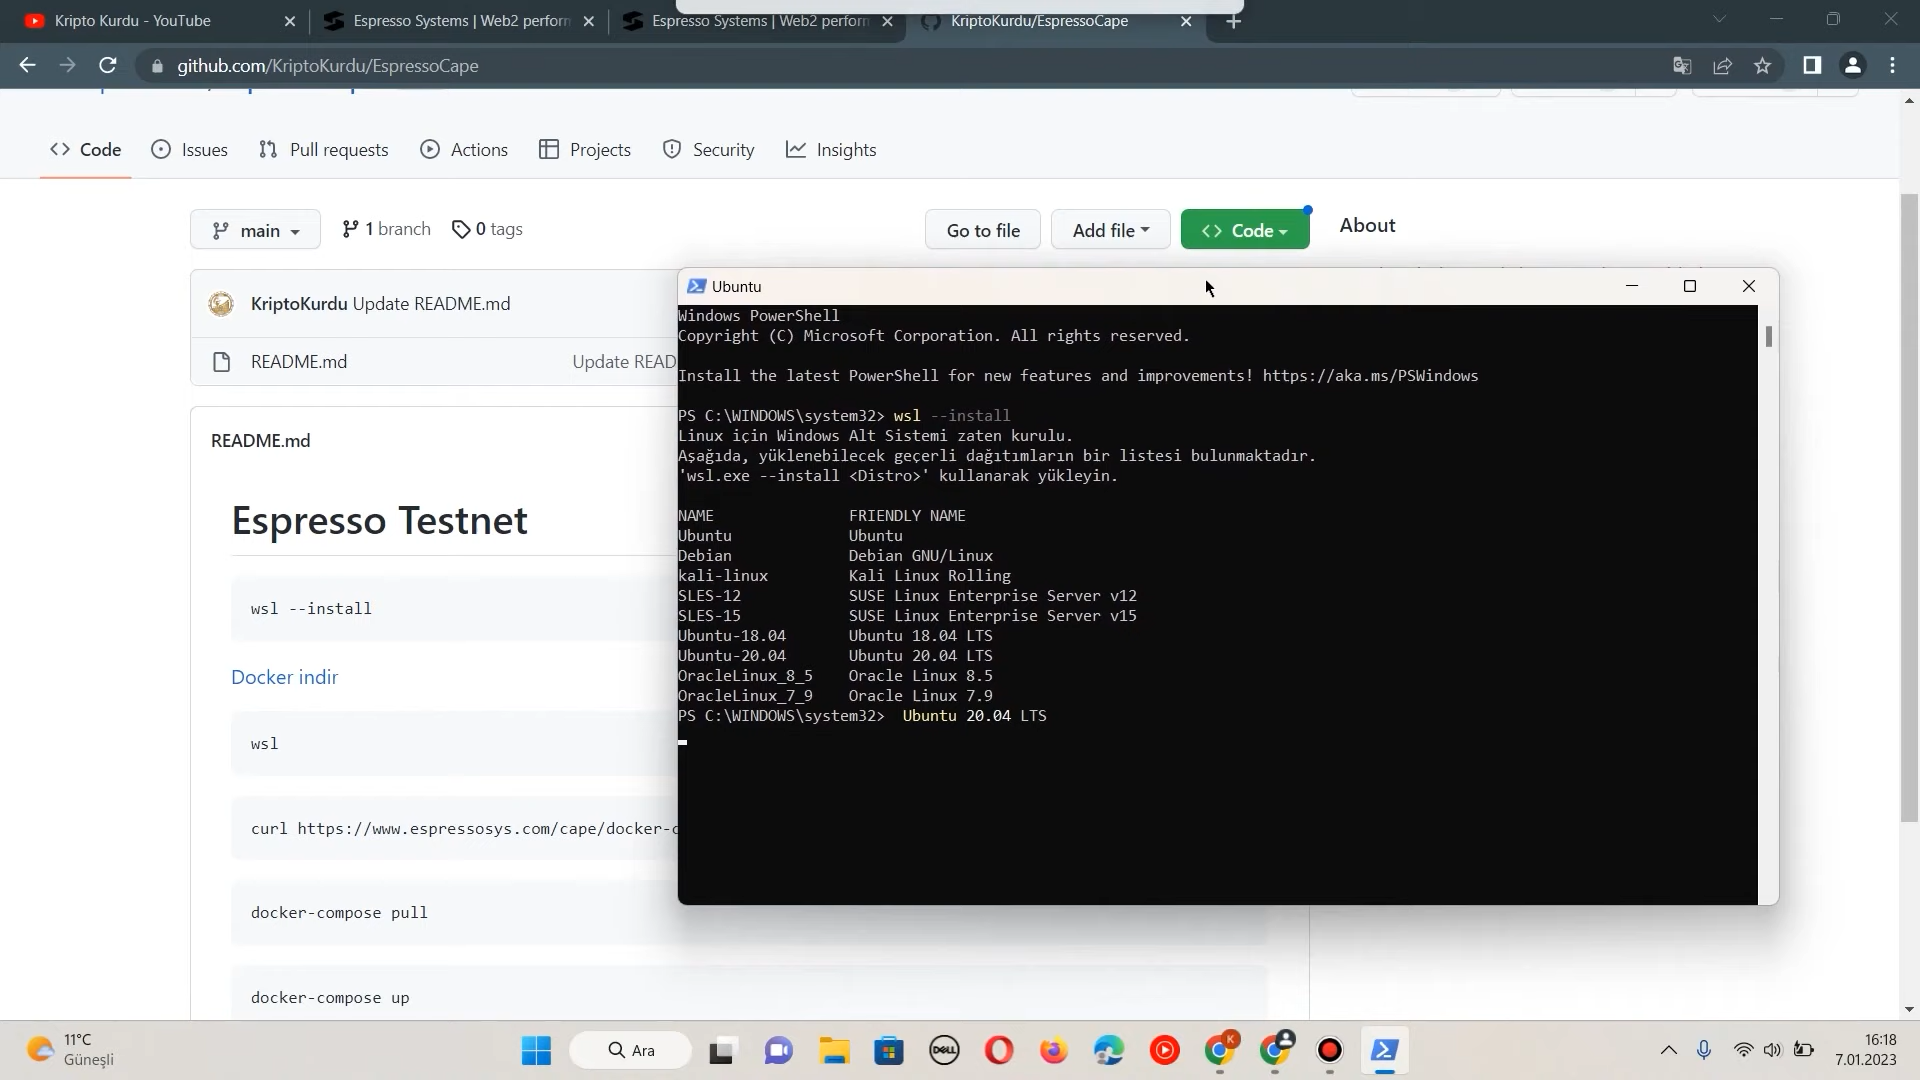 Kripto Kurdu - YouTube
Espresso Systems | Web2 perform
Espresso Systems | Web2 perform
KriptoKurdu/EspressoCape
github.com/KriptoKurdu/EspressoCape
Code
Issues
Pull requests
Actions
Projects
Security
Insights
main
1 branch
0 tags
Go to file
Add file
Code
About
KriptoKurdu Update README.md
README.md
Update READ
README.md
Espresso Testnet
wsl --install
Docker indir
wsl
curl https://www.espressosys.com/cape/docker-c
docker-compose pull
docker-compose up
Ubuntu
Windows PowerShell
Copyright (C) Microsoft Corporation. All rights reserved.
Install the latest PowerShell for new features and improvements! https://aka.ms/PSWindows
PS C:\WINDOWS\system32> wsl --install
Linux için Windows Alt Sistemi zaten kurulu.
Aşağıda, yüklenebilecek geçerli dağıtımların bir listesi bulunmaktadır.
'wsl.exe --install <Distro>' kullanarak yükleyin.
NAME FRIENDLY NAME
Ubuntu Ubuntu
Debian Debian GNU/Linux
kali-linux Kali Linux Rolling
SLES-12 SUSE Linux Enterprise Server v12
SLES-15 SUSE Linux Enterprise Server v15
Ubuntu-18.04 Ubuntu 18.04 LTS
Ubuntu-20.04 Ubuntu 20.04 LTS
OracleLinux_8_5 Oracle Linux 8.5
OracleLinux_7_9 Oracle Linux 7.9
PS C:\WINDOWS\system32> Ubuntu 20.04 LTS
11°C
Güneşli
Ara
DELL
K
16:18
7.01.2023